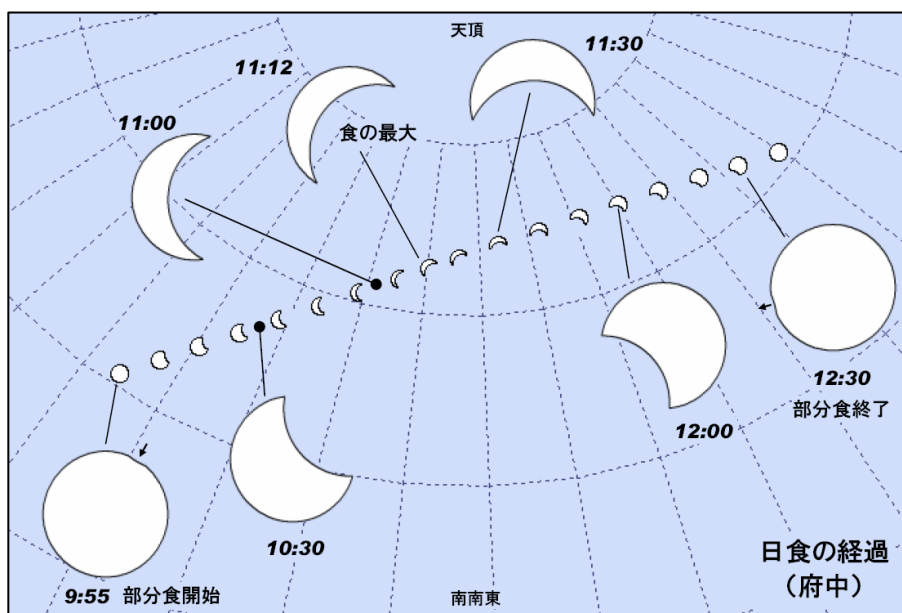 天頂
11:30
11:12
11:00
食の最大
12:30
部分食終了
12:00
10:30
9:55 部分食開始
南南東
日食の経過
（府中）